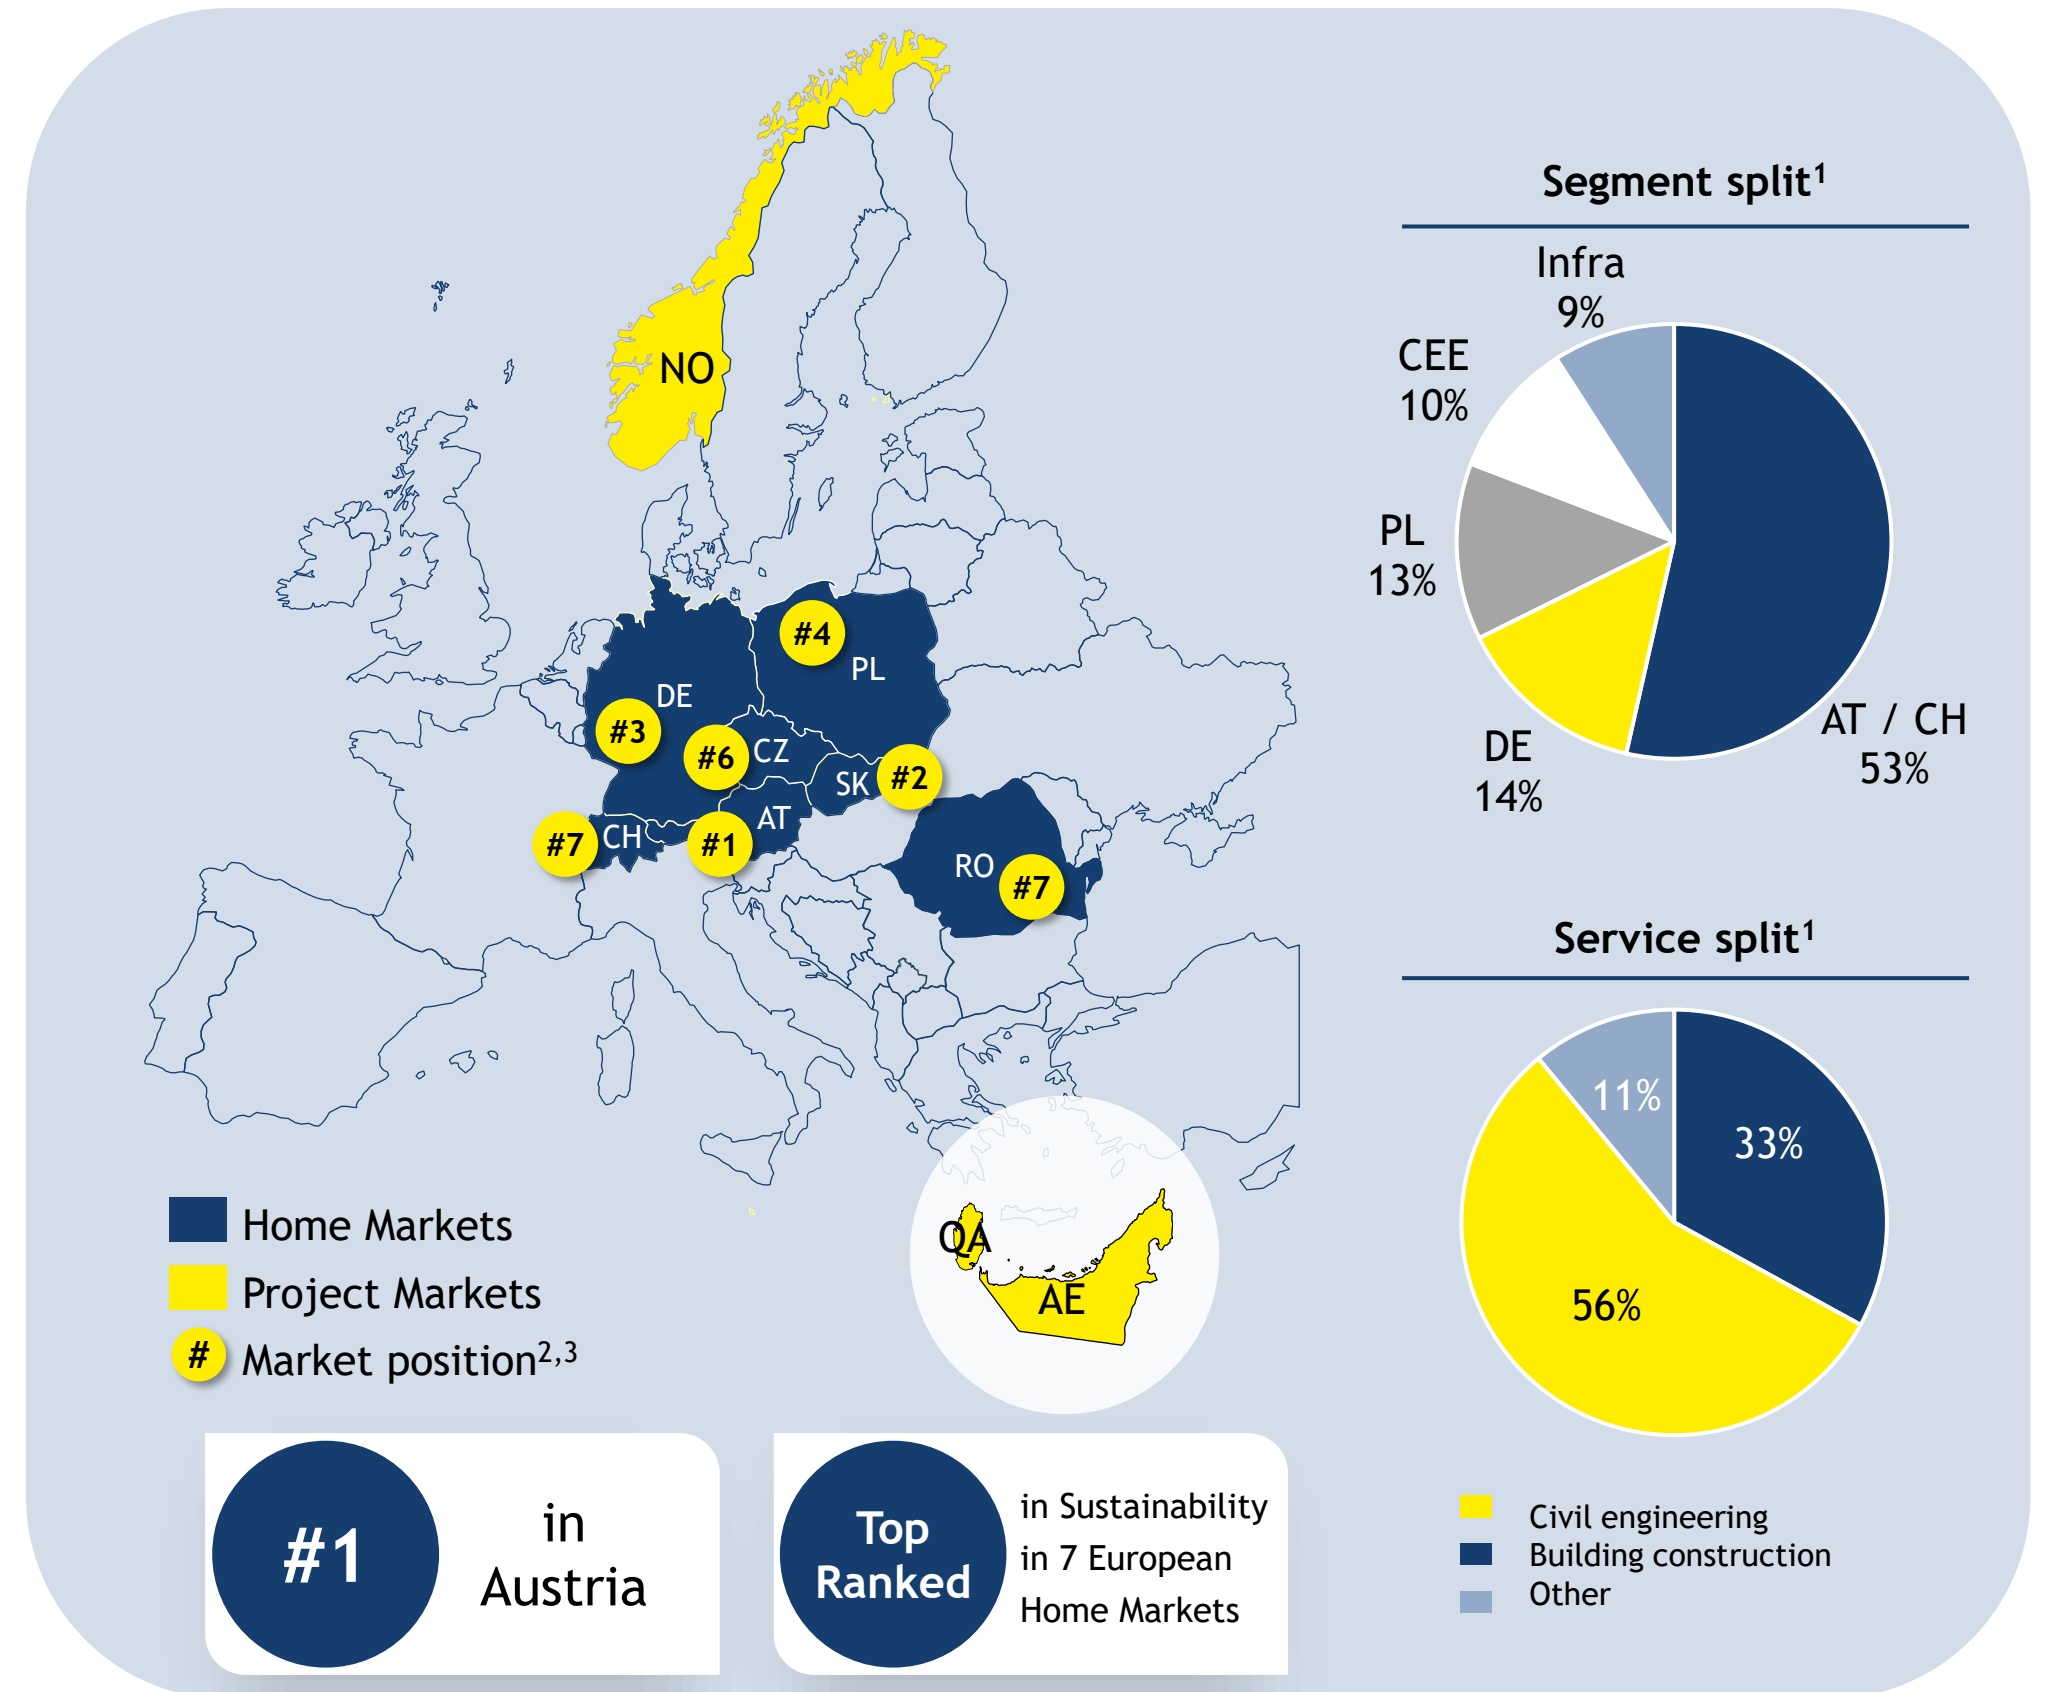 NO
#4
PL
DE
#3
#6
CZ
SK
#2
AT
#7
CH
#1
RO
#7
QA
AE
Home Markets
Project Markets
# Market position2,3
#1
in
Austria
Top
Ranked
in Sustainability
in 7 European
Home Markets
Segment split1
Infra
9%
CEE
10%
PL
13%
DE
14%
AT / CH
53%
Service split1
11%
33%
56%
Civil engineering
Building construction
Other